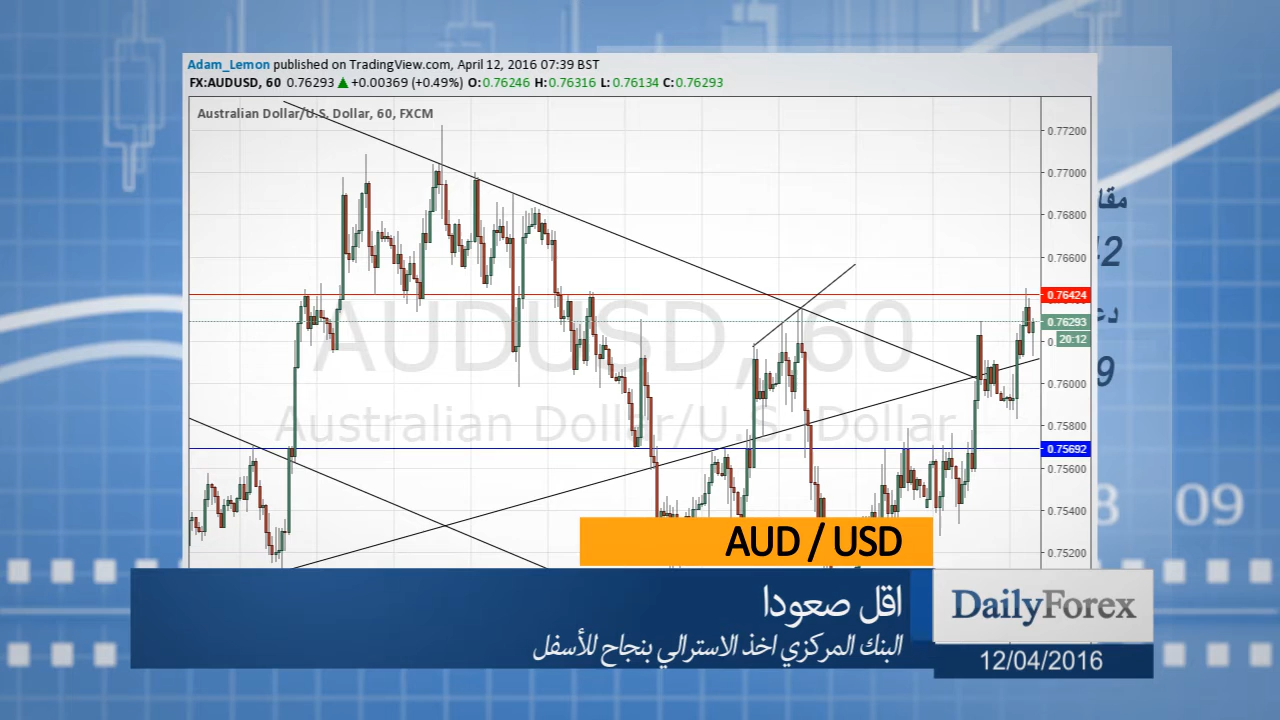 Adam_Lemon published on TradingView.com, April 12, 2016 07:39 BST
FX:AUDUSD, 60 0.76293 ▲ +0.00369 (+0.49%) O:0.76246 H:0.76316 L:0.76134 C:0.76293
Australian Dollar/U.S. Dollar, 60, FXCM
AUDUSD, 60
Australian Dollar/U.S. Dollar
0.77200
0.77000
0.76800
0.76600
0.76424
0.76293
20:12
0.76000
0.75800
0.75692
0.75600
0.75400
0.75200
09
AUD / USD
اقل صعودا
البنك المركزي اخذ الاسترالي بنجاح للأسفل
DailyForex
12/04/2016